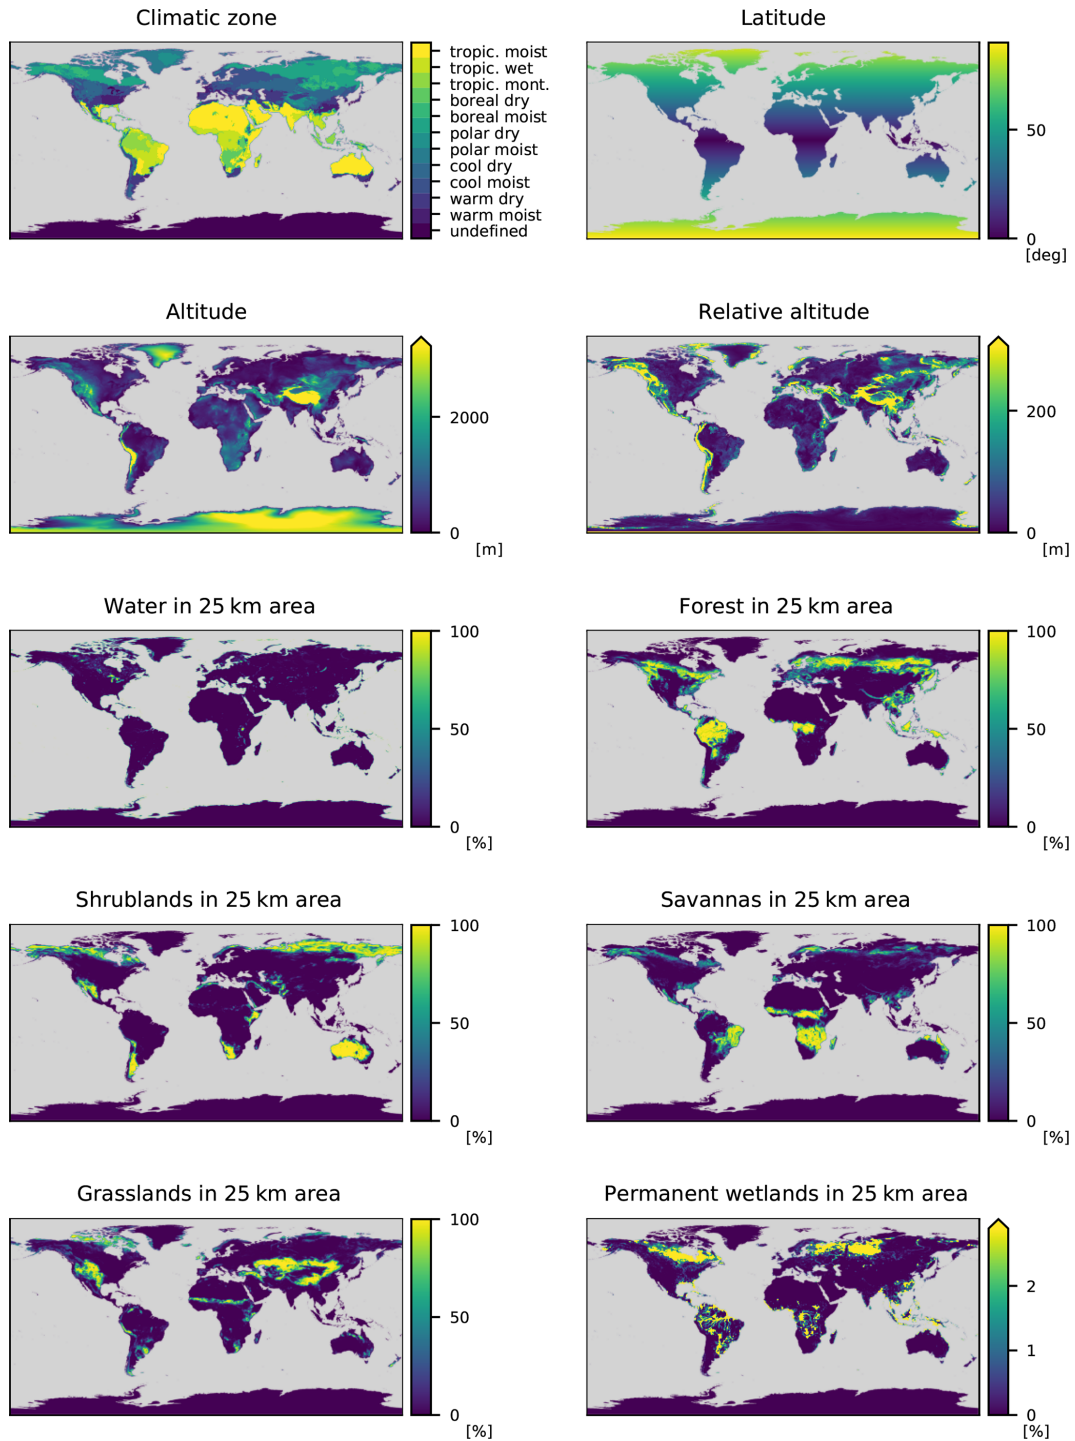 Climatic zone
tropic. moist
tropic. wet
tropic. mont.
boreal dry
boreal moist
polar dry
polar moist
cool dry
cool moist
warm dry
warm moist
undefined
Latitude
50
0
[deg]
Altitude
2000
0
[m]
Relative altitude
200
0
[m]
Water in 25 km area
100
50
0
[%]
Forest in 25 km area
100
50
0
[%]
Shrublands in 25 km area
100
50
0
[%]
Savannas in 25 km area
100
50
0
[%]
Grasslands in 25 km area
100
50
0
[%]
Permanent wetlands in 25 km area
2
1
0
[%]